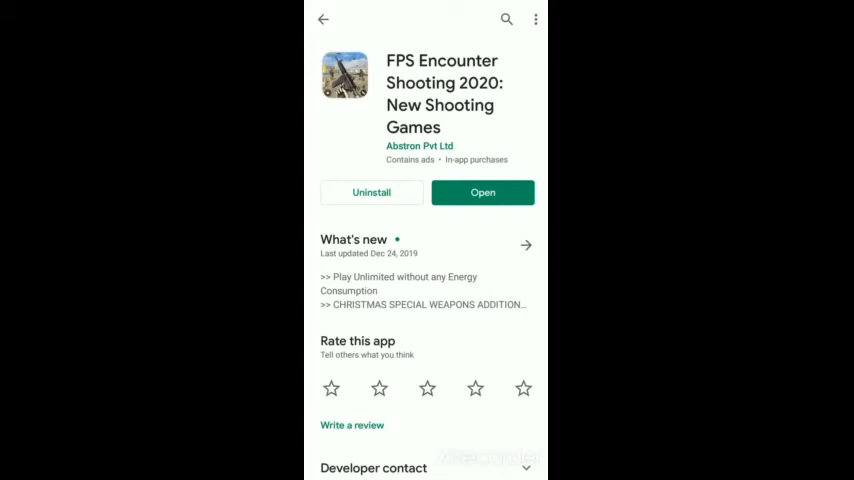 FPS Encounter
Shooting 2020:
New Shooting
Games
Abstron Pvt Ltd
Contains ads • In-app purchases
Uninstall
Open
What's new •
Last updated Dec 24, 2019
>> Play Unlimited without any Energy
Consumption
>> CHRISTMAS SPECIAL WEAPONS ADDITION...
Rate this app
Tell others what you think
Write a review
Developer contact